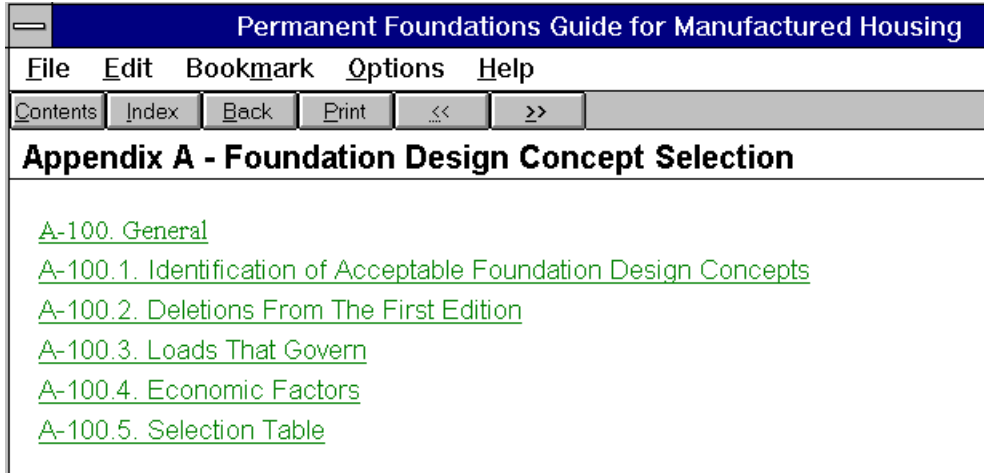 Permanent Foundations Guide for Manufactured Housing
File Edit Bookmark Options Help
Contents Index Back Print << >>
Appendix A - Foundation Design Concept Selection
A-100. General
A-100.1. Identification of Acceptable Foundation Design Concepts
A-100.2. Deletions From The First Edition
A-100.3. Loads That Govern
A-100.4. Economic Factors
A-100.5. Selection Table